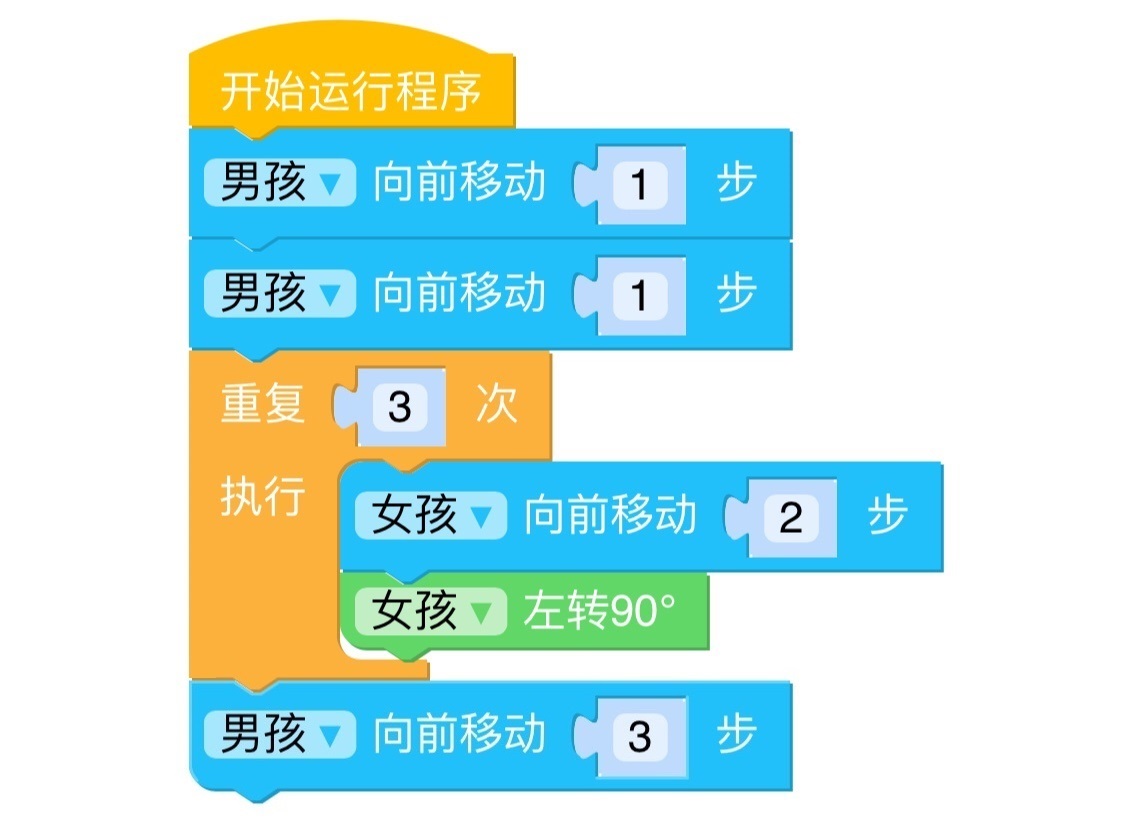 开始运行程序
男孩▼ 向前移动 1 步
男孩▼ 向前移动 1 步
重复 3 次
执行
女孩▼ 向前移动 2 步
女孩▼ 左转90°
男孩▼ 向前移动 3 步